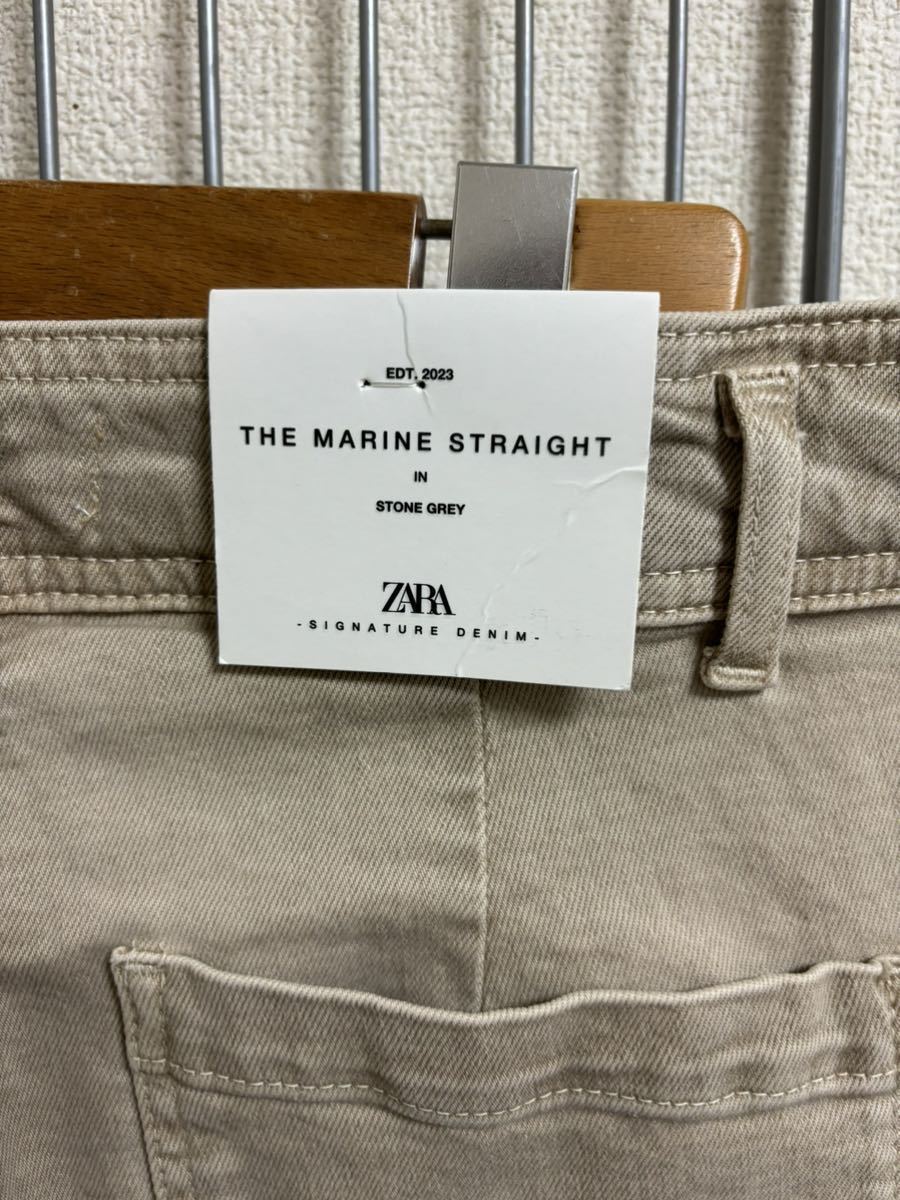 EDT. 2023
THE MARINE STRAIGHT
IN
STONE GREY
ZARA
- SIGNATURE DENIM -